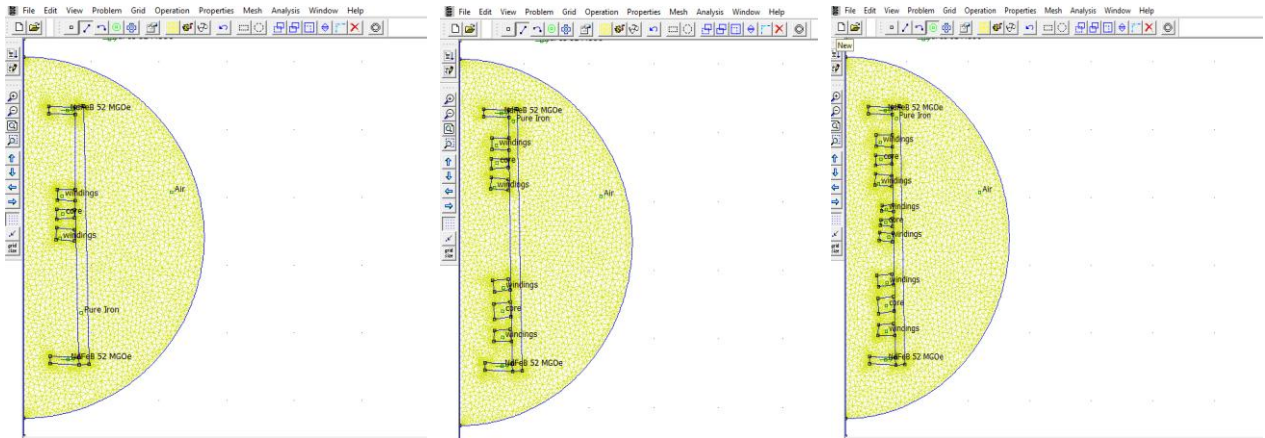 File Edit View Problem Grid Operation Properties Mesh Analysis Window Help
NdFeB 52 MGOe
windings
core
windings
Air
Pure Iron
NdFeB 52 MGOe
File Edit View Problem Grid Operation Properties Mesh Analysis Window Help
NdFeB 52 MGOe
Pure Iron
windings
core
windings
Air
windings
core
windings
NdFeB 52 MGOe
File Edit View Problem Grid Operation Properties Mesh Analysis Window Help
New
NdFeB 52 MGOe
Pure Iron
windings
core
windings
Air
windings
core
windings
windings
core
windings
NdFeB 52 MGOe